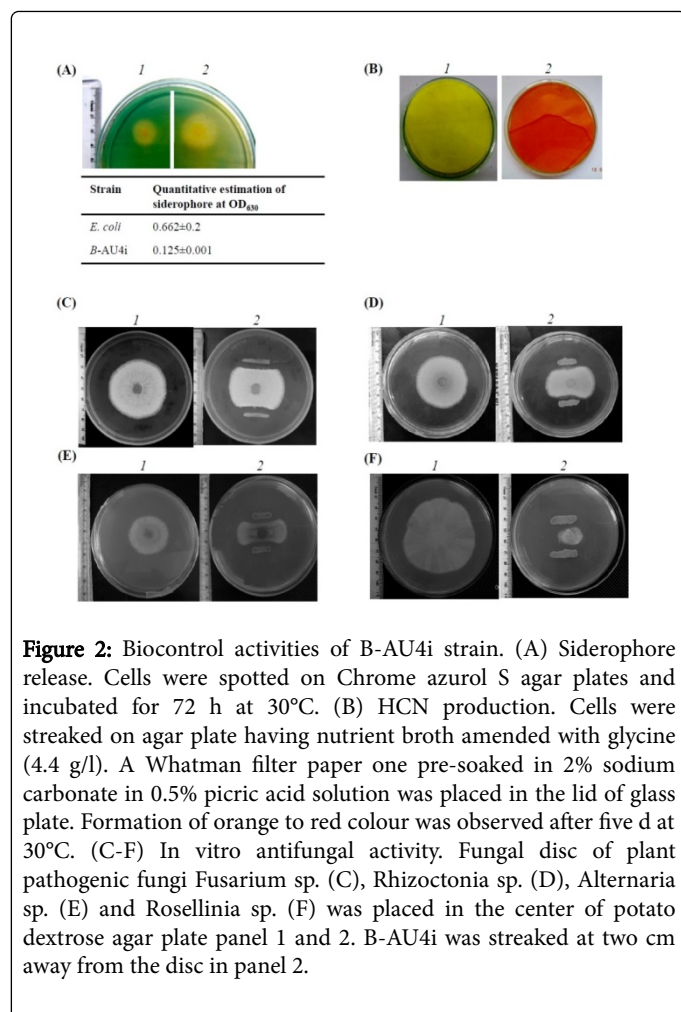 (A) 1 2
(B) 1 2
Strain Quantitative estimation of
siderophore at OD630
E. coli 0.662±0.2
B-AU4i 0.125±0.001
(C) 1 2
(D) 1 2
(E) 1 2
(F) 1 2
Figure 2: Biocontrol activities of B-AU4i strain. (A) Siderophore
release. Cells were spotted on Chrome azurol S agar plates and
incubated for 72 h at 30°C. (B) HCN production. Cells were
streaked on agar plate having nutrient broth amended with glycine
(4.4 g/l). A Whatman filter paper one pre-soaked in 2% sodium
carbonate in 0.5% picric acid solution was placed in the lid of glass
plate. Formation of orange to red colour was observed after five d at
30°C. (C-F) In vitro antifungal activity. Fungal disc of plant
pathogenic fungi Fusarium sp. (C), Rhizoctonia sp. (D), Alternaria
sp. (E) and Rosellinia sp. (F) was placed in the center of potato
dextrose agar plate panel 1 and 2. B-AU4i was streaked at two cm
away from the disc in panel 2.